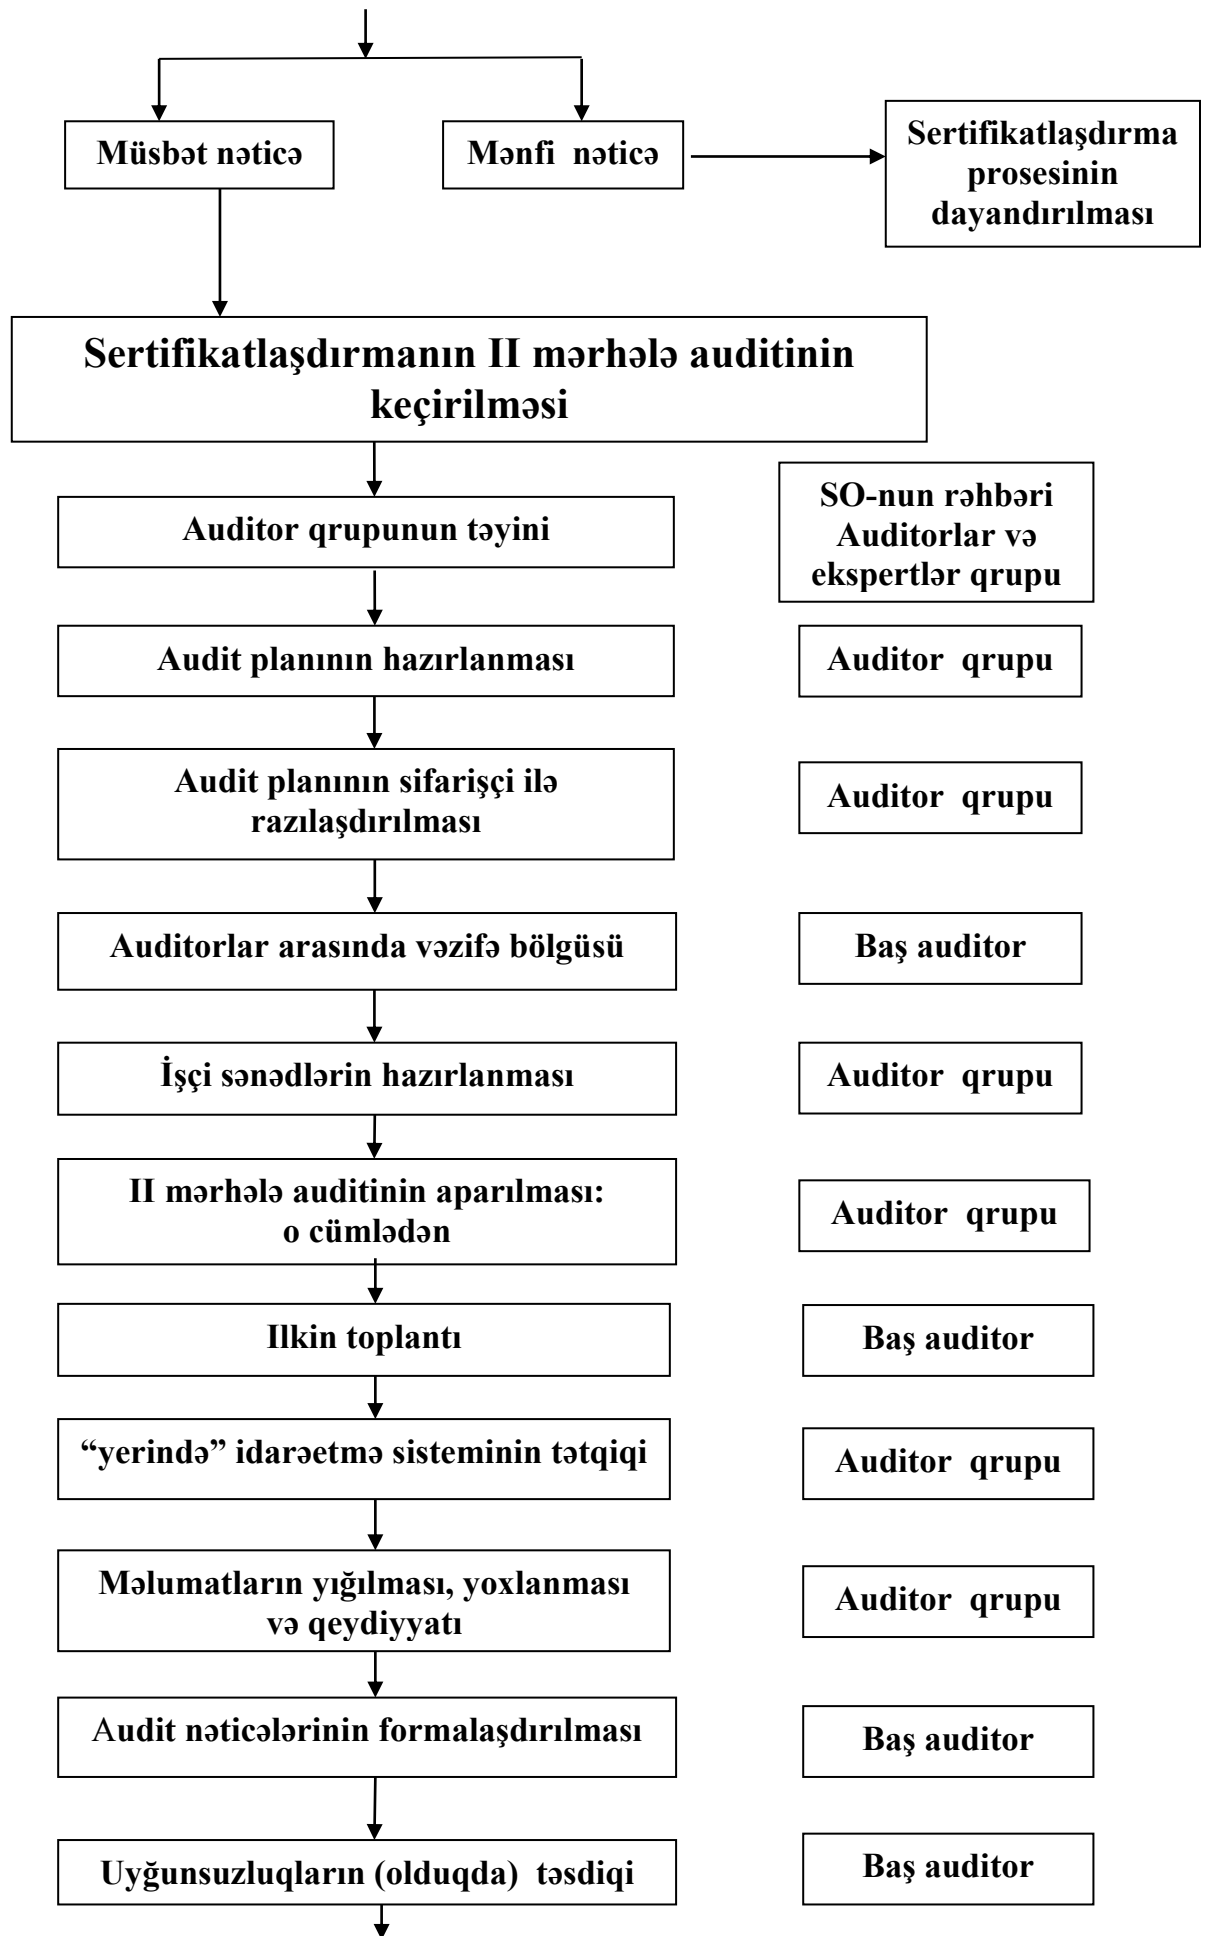 Müsbət nəticə
Mənfi nəticə
Sertifikatlaşdırma
prosesinin
dayandırılması
Sertifikatlaşdırmanın II mərhələ auditinin
keçirilməsi
Auditor qrupunun təyini
SO-nun rəhbəri
Auditorlar və
ekspertlər qrupu
Audit planının hazırlanması
Auditor qrupu
Audit planının sifarişçi ilə
razılaşdırılması
Auditor qrupu
Auditorlar arasında vəzifə bölgüsü
Baş auditor
İşçi sənədlərin hazırlanması
Auditor qrupu
II mərhələ auditinin aparılması:
o cümlədən
Auditor qrupu
Ilkin toplantı
Baş auditor
“yerində” idarəetmə sisteminin tətqiqi
Auditor qrupu
Məlumatların yığılması, yoxlanması
və qeydiyyatı
Auditor qrupu
Audit nəticələrinin formalaşdırılması
Baş auditor
Uyğunsuzluqların (olduqda) təsdiqi
Baş auditor